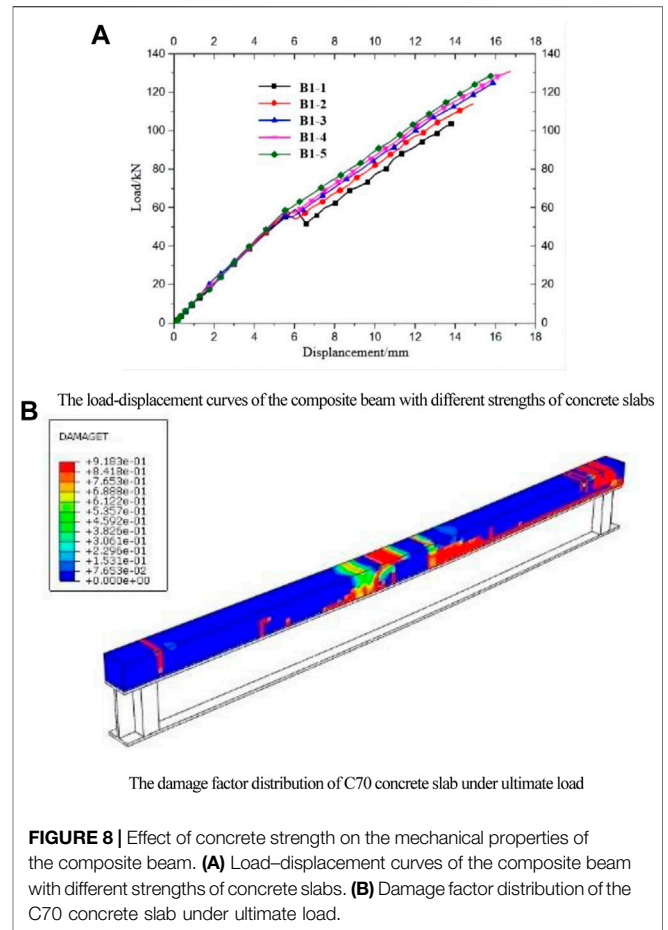 A
0 2 4 6 8 10 12 14 16 18
140 140
120 120
100 100
80 80
60 60
40 40
20 20
0 0
0 2 4 6 8 10 12 14 16 18
B1-1
B1-2
B1-3
B1-4
B1-5
Load/kN
Displancement/mm
The load-displacement curves of the composite beam with different strengths of concrete slabs
B
DAMAGET
+9.183e-01
+8.418e-01
+7.653e-01
+6.888e-01
+6.122e-01
+5.357e-01
+4.592e-01
+3.826e-01
+3.061e-01
+2.296e-01
+1.531e-01
+7.653e-02
+0.000e+00
The damage factor distribution of C70 concrete slab under ultimate load
FIGURE 8 | Effect of concrete strength on the mechanical properties of
the composite beam. (A) Load–displacement curves of the composite beam
with different strengths of concrete slabs. (B) Damage factor distribution of the
C70 concrete slab under ultimate load.